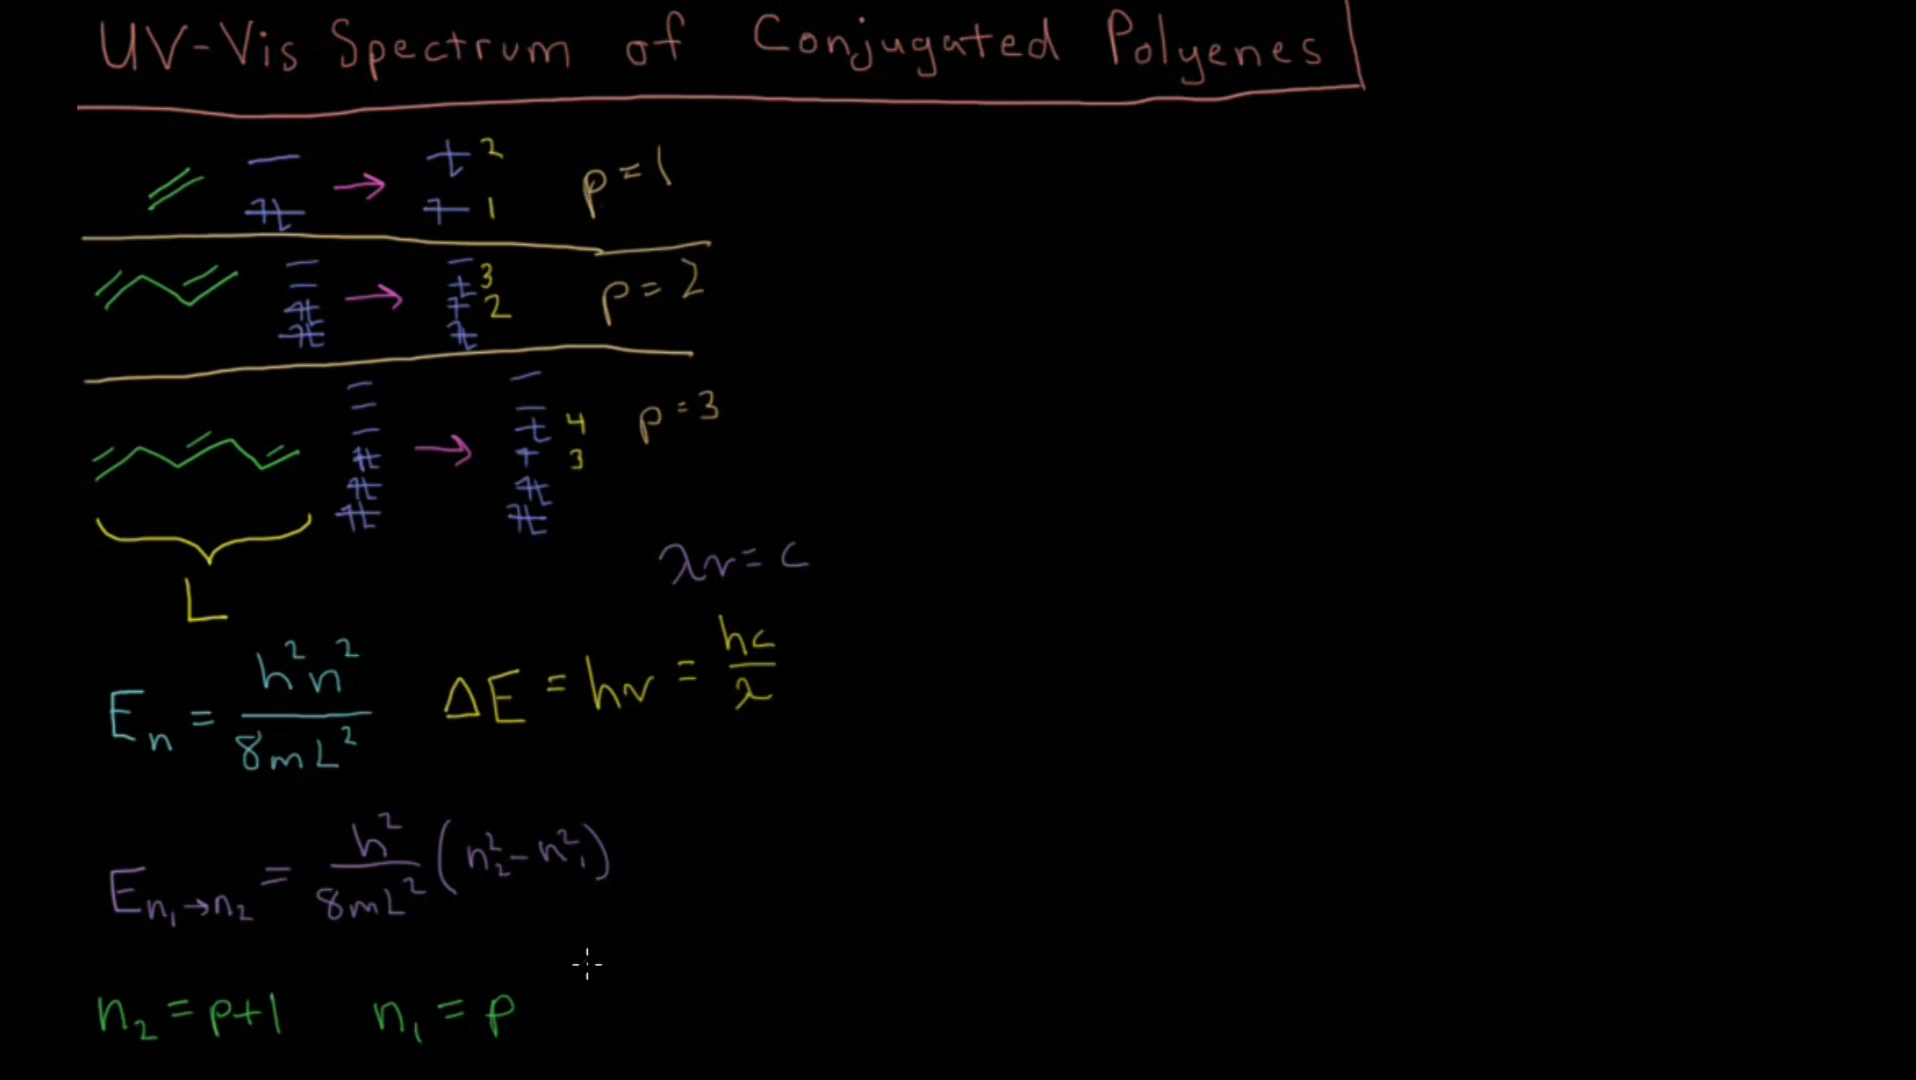 UV-Vis Spectrum of Conjugated Polyenes
2
1
p=1
3
2
p=2
4
3
p=3
L
λν=c
Eₙ = h²n² / 8mL²
ΔE = hν = hc/λ
Eₙ₁→ₙ₂ = h²/8mL² (n₂² - n₁²)
n₂ = p+1 n₁ = p